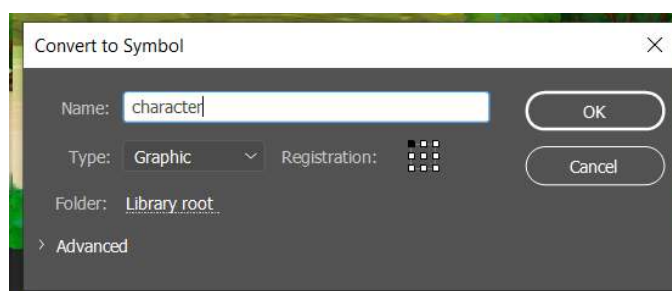 Convert to Symbol
Name: character OK
Type: Graphic Registration: Cancel
Folder: Library root
Advanced